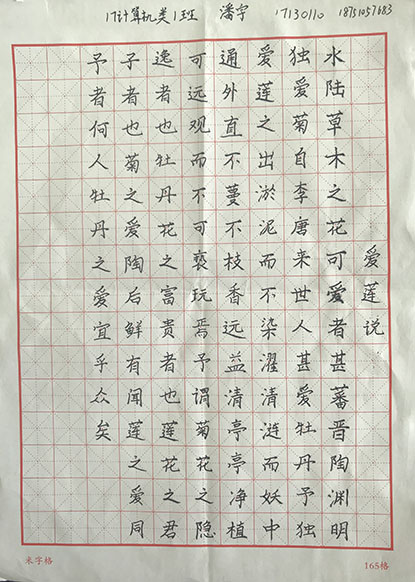 17计算机类1班 潘宇 17130110 18751057683
爱莲说
水陆草木之花可爱者甚蕃晋陶渊明
独爱菊自李唐来世人甚爱牡丹予独
爱莲之出淤泥而不染濯清涟而妖中
通外直不蔓不枝香远益清亭亭净植
可远观而不可亵玩焉予谓菊花之隐
逸者也牡丹花之富贵者也莲花之君
子者也菊之爱陶后鲜有闻莲之爱同
予者何人牡丹之爱宜乎众矣
米字格 165格